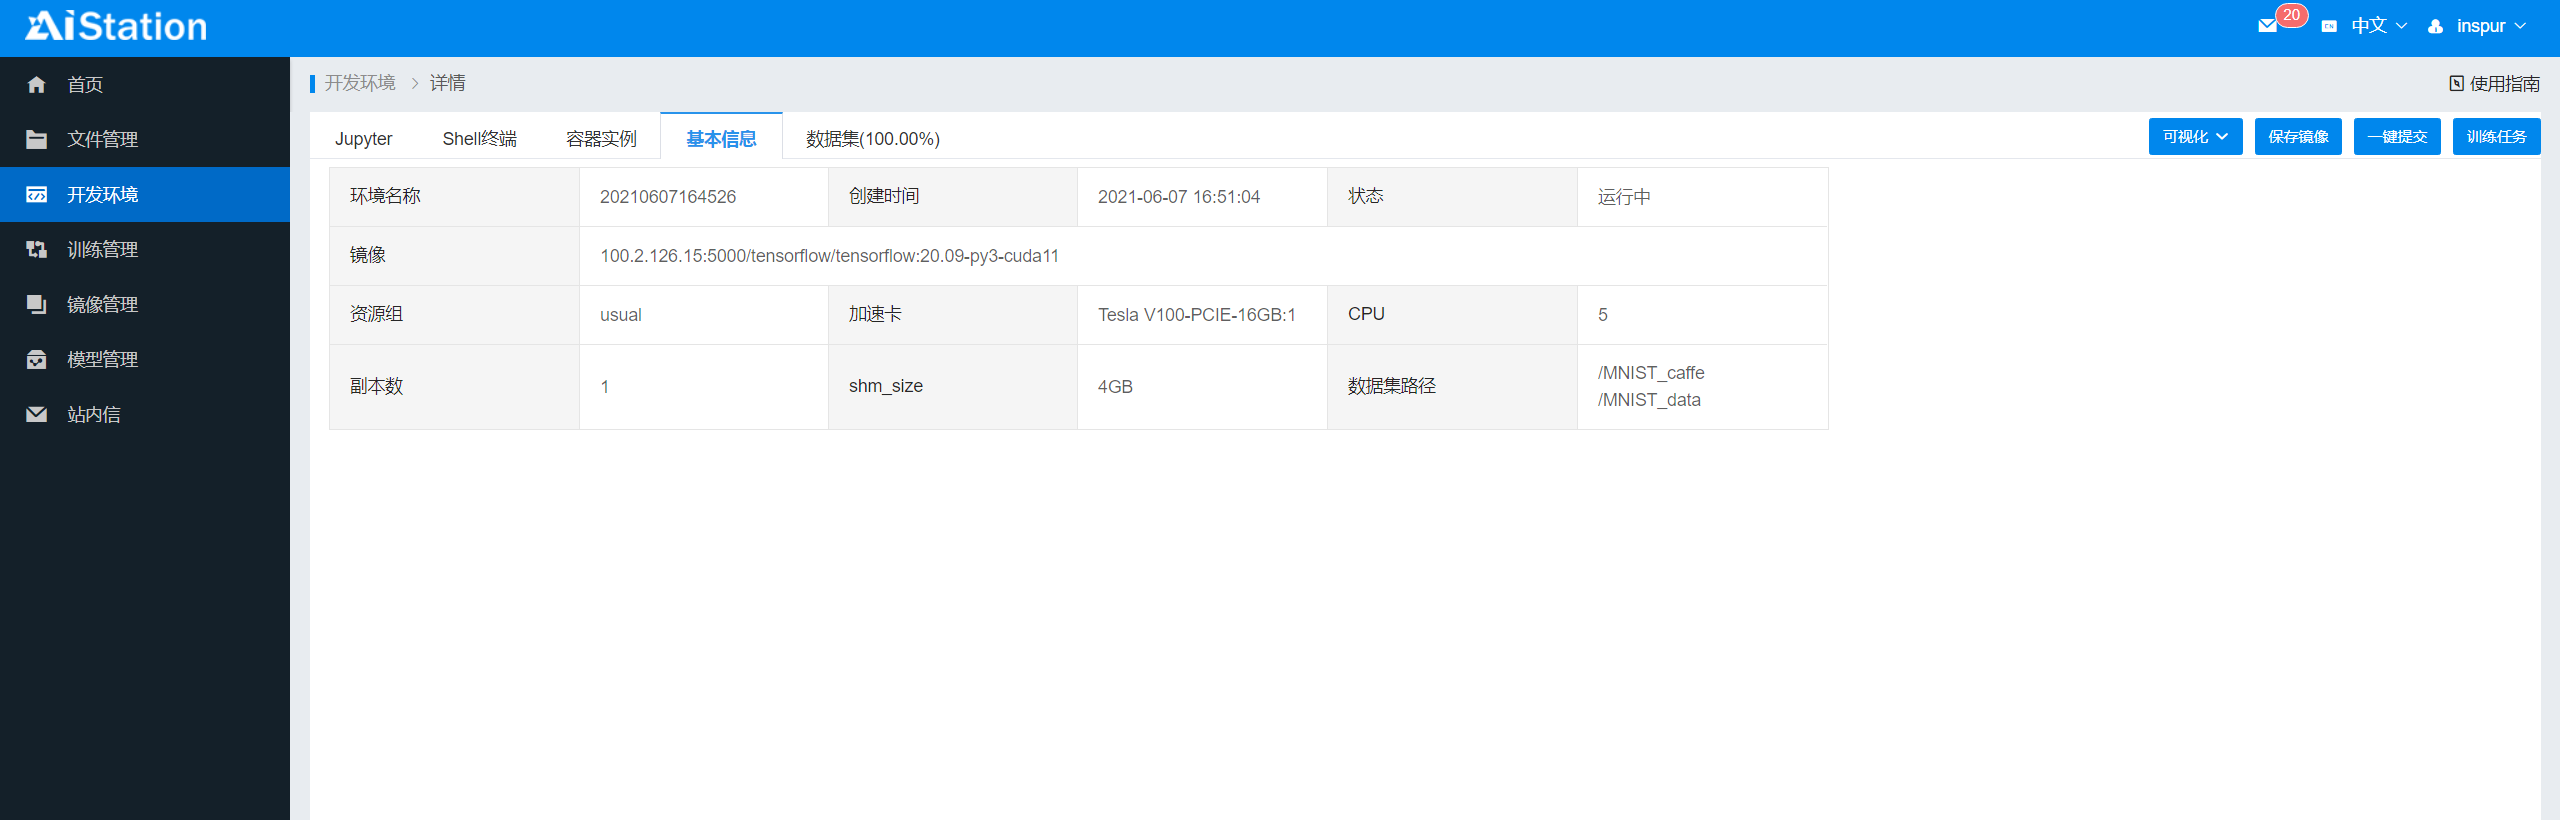 AiStation
20
CN
中文
inspur
首页
文件管理
开发环境
训练管理
镜像管理
模型管理
站内信
开发环境 > 详情
使用指南
Jupyter Shell终端 容器实例 基本信息 数据集(100.00%)
可视化 保存镜像 一键提交 训练任务
环境名称 20210607164526 创建时间 2021-06-07 16:51:04 状态 运行中
镜像 100.2.126.15:5000/tensorflow/tensorflow:20.09-py3-cuda11
资源组 usual 加速卡 Tesla V100-PCIE-16GB:1 CPU 5
副本数 1 shm_size 4GB 数据集路径 /MNIST_caffe
/MNIST_data